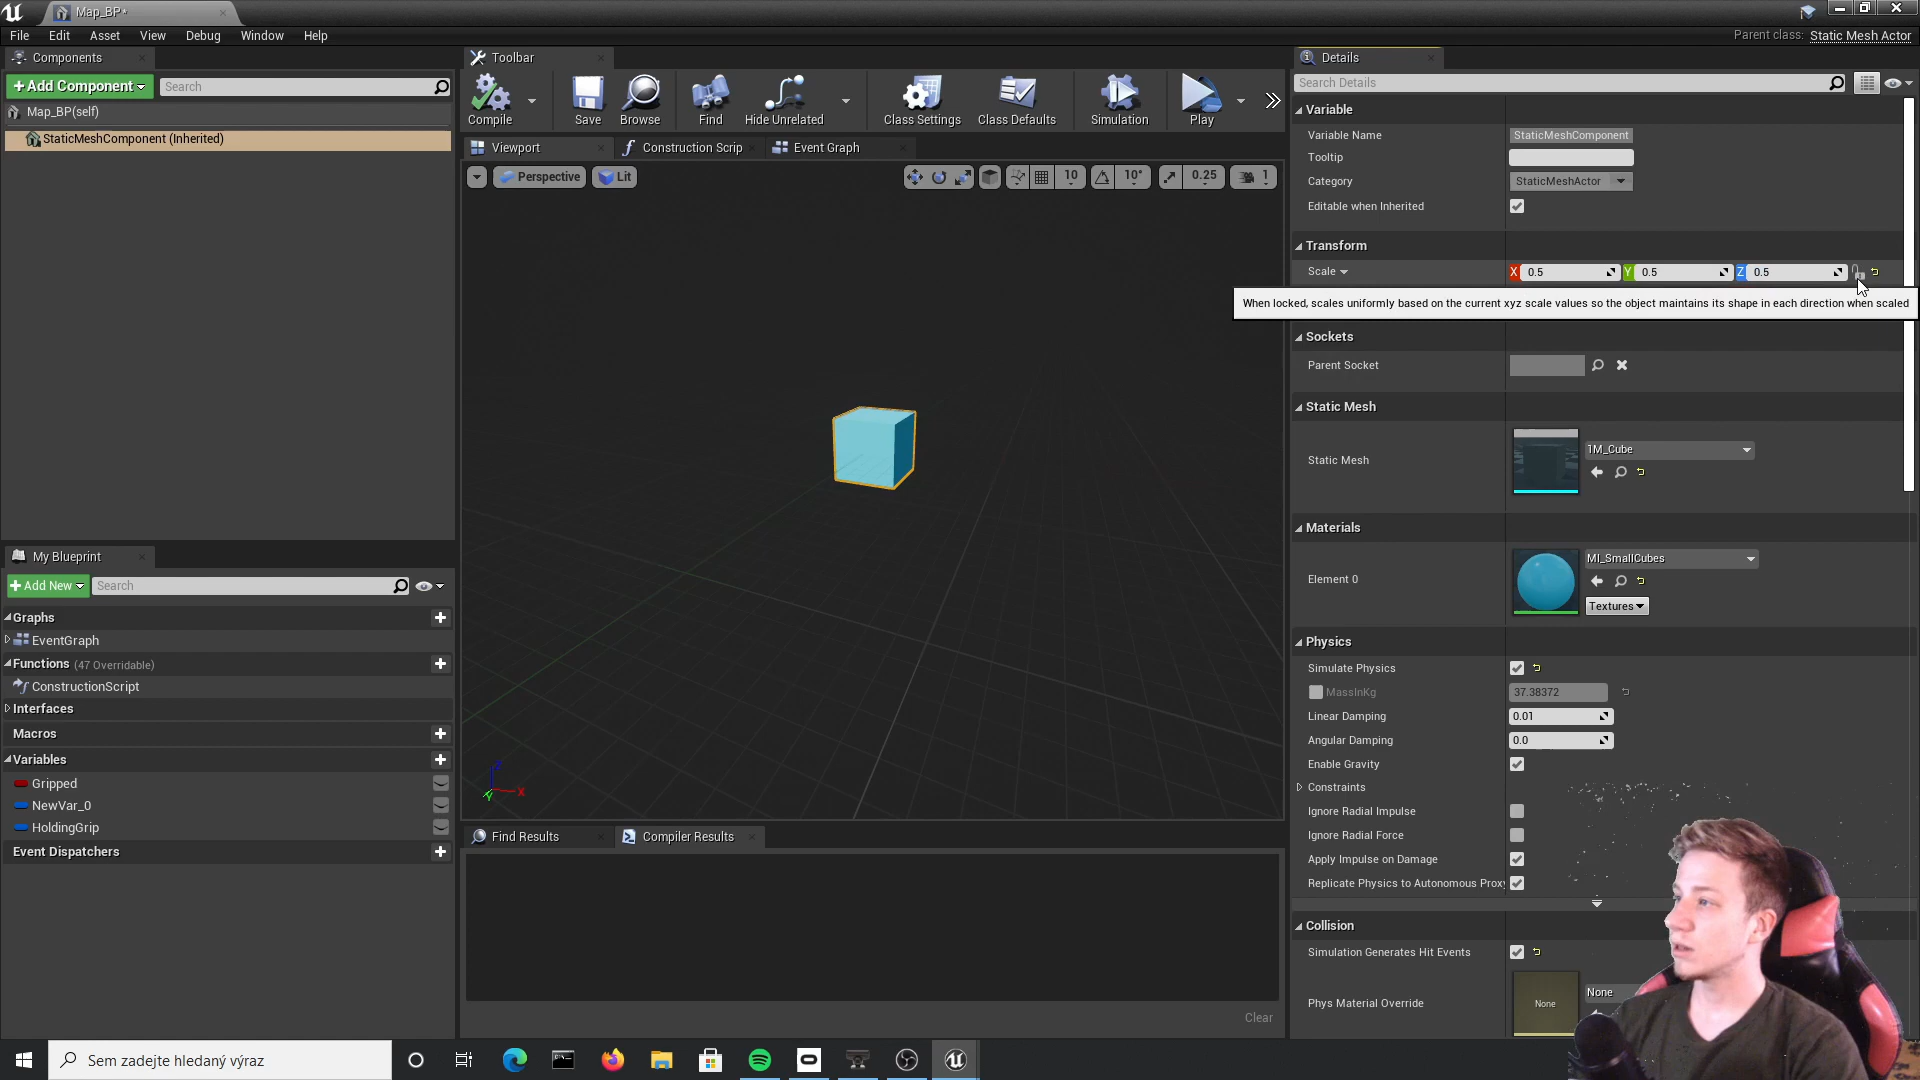 Map_BP*
File Edit Asset View Debug Window Help
Parent class: Static Mesh Actor
Components
+ Add Component
Search
Map_BP(self)
StaticMeshComponent (Inherited)
My Blueprint
+ Add New
Search
Graphs
EventGraph
Functions (47 Overridable)
ConstructionScript
Interfaces
Macros
Variables
Gripped
NewVar_0
HoldingGrip
Event Dispatchers
Toolbar
Compile Save Browse Find Hide Unrelated Class Settings Class Defaults Simulation Play
Viewport Construction Scrip Event Graph
Perspective Lit 10 10° 0.25 1
Z
X
Y
Find Results Compiler Results
Clear
Details
Search Details
Variable
Variable Name StaticMeshComponent
Tooltip
Category StaticMeshActor
Editable when Inherited
Transform
Scale X 0.5 Y 0.5 Z 0.5
When locked, scales uniformly based on the current xyz scale values so the object maintains its shape in each direction when scaled
Sockets
Parent Socket
Static Mesh
Static Mesh 1M_Cube
Materials
Element 0 MI_SmallCubes
Textures
Physics
Simulate Physics
MassInKg 37.38372
Linear Damping 0.01
Angular Damping 0.0
Enable Gravity
Constraints
Ignore Radial Impulse
Ignore Radial Force
Apply Impulse on Damage
Replicate Physics to Autonomous Proxy
Collision
Simulation Generates Hit Events
Phys Material Override None None
Sem zadejte hledaný výraz